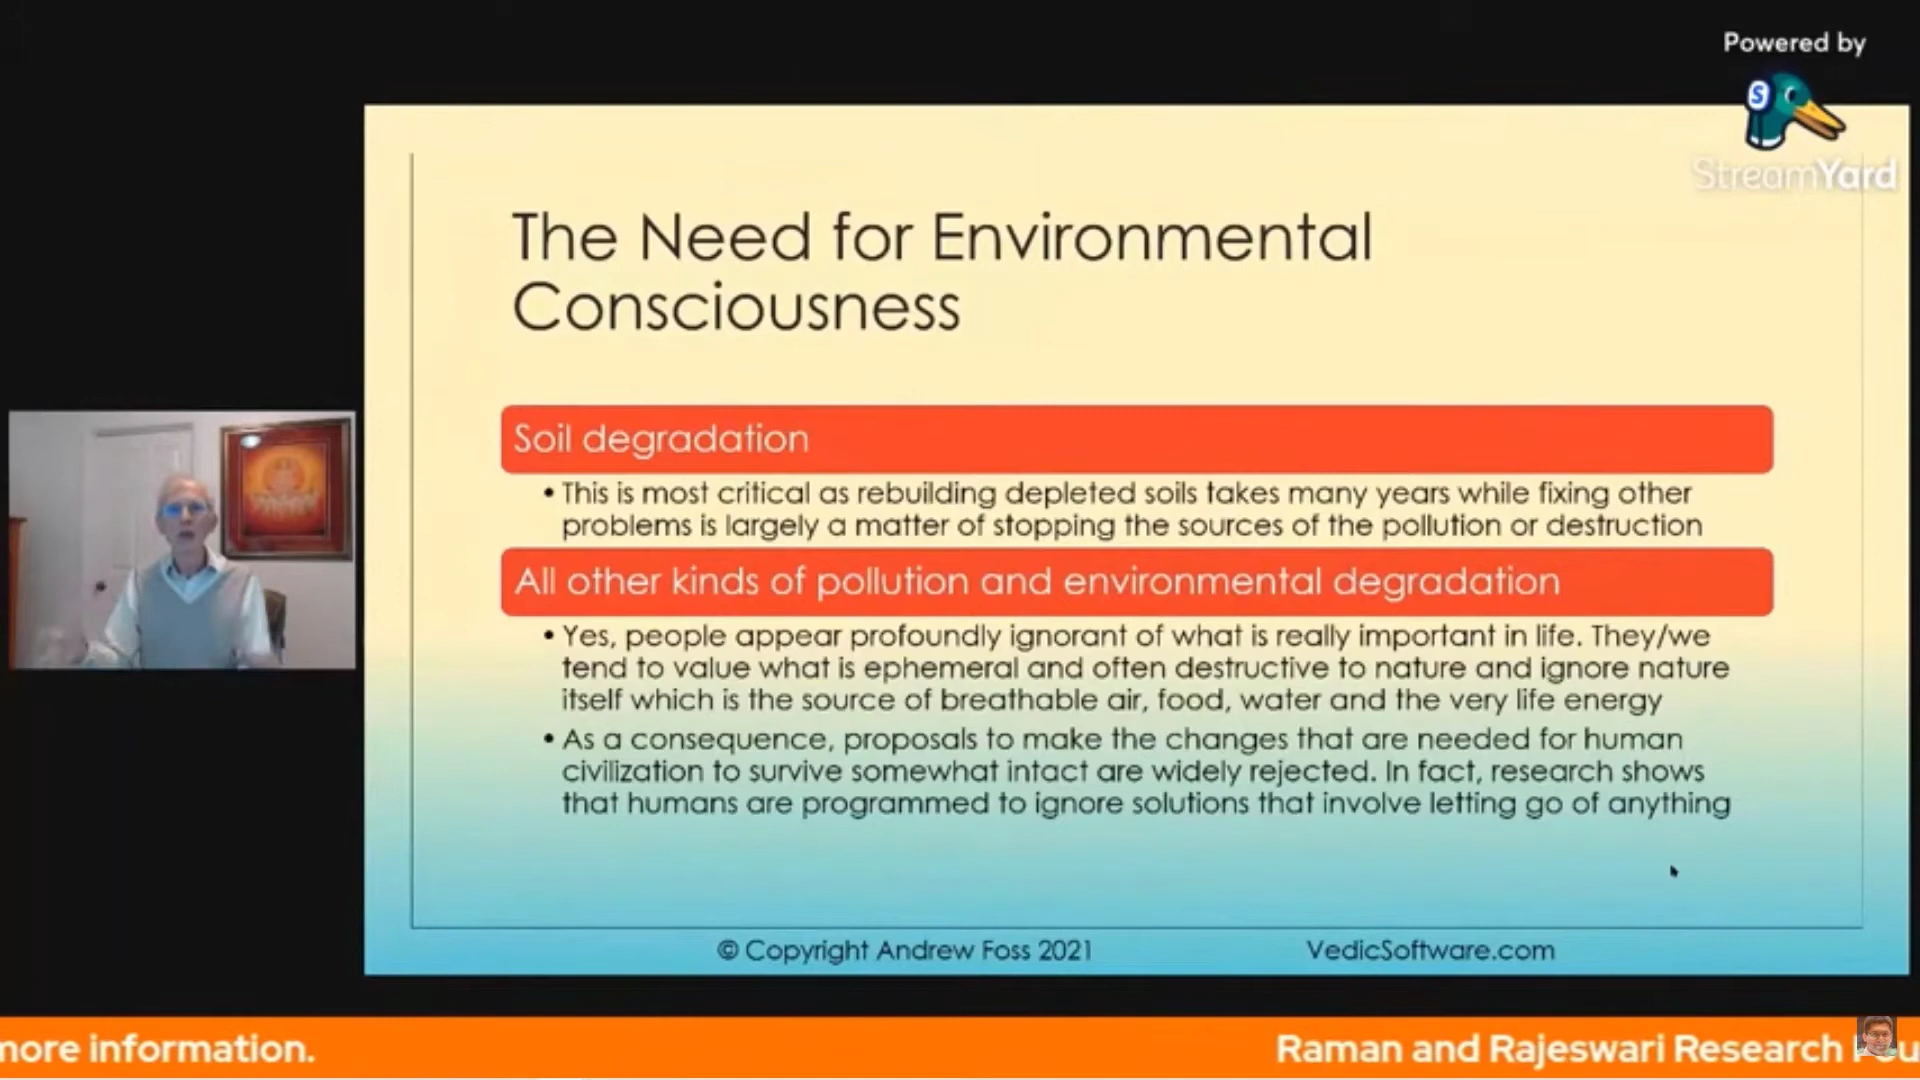 Powered by
S
StreamYard
The Need for Environmental
Consciousness
Soil degradation
• This is most critical as rebuilding depleted soils takes many years while fixing other
problems is largely a matter of stopping the sources of the pollution or destruction
All other kinds of pollution and environmental degradation
• Yes, people appear profoundly ignorant of what is really important in life. They/we
tend to value what is ephemeral and often destructive to nature and ignore nature
itself which is the source of breathable air, food, water and the very life energy
• As a consequence, proposals to make the changes that are needed for human
civilization to survive somewhat intact are widely rejected. In fact, research shows
that humans are programmed to ignore solutions that involve letting go of anything
© Copyright Andrew Foss 2021 VedicSoftware.com
more information. Raman and Rajeswari Research